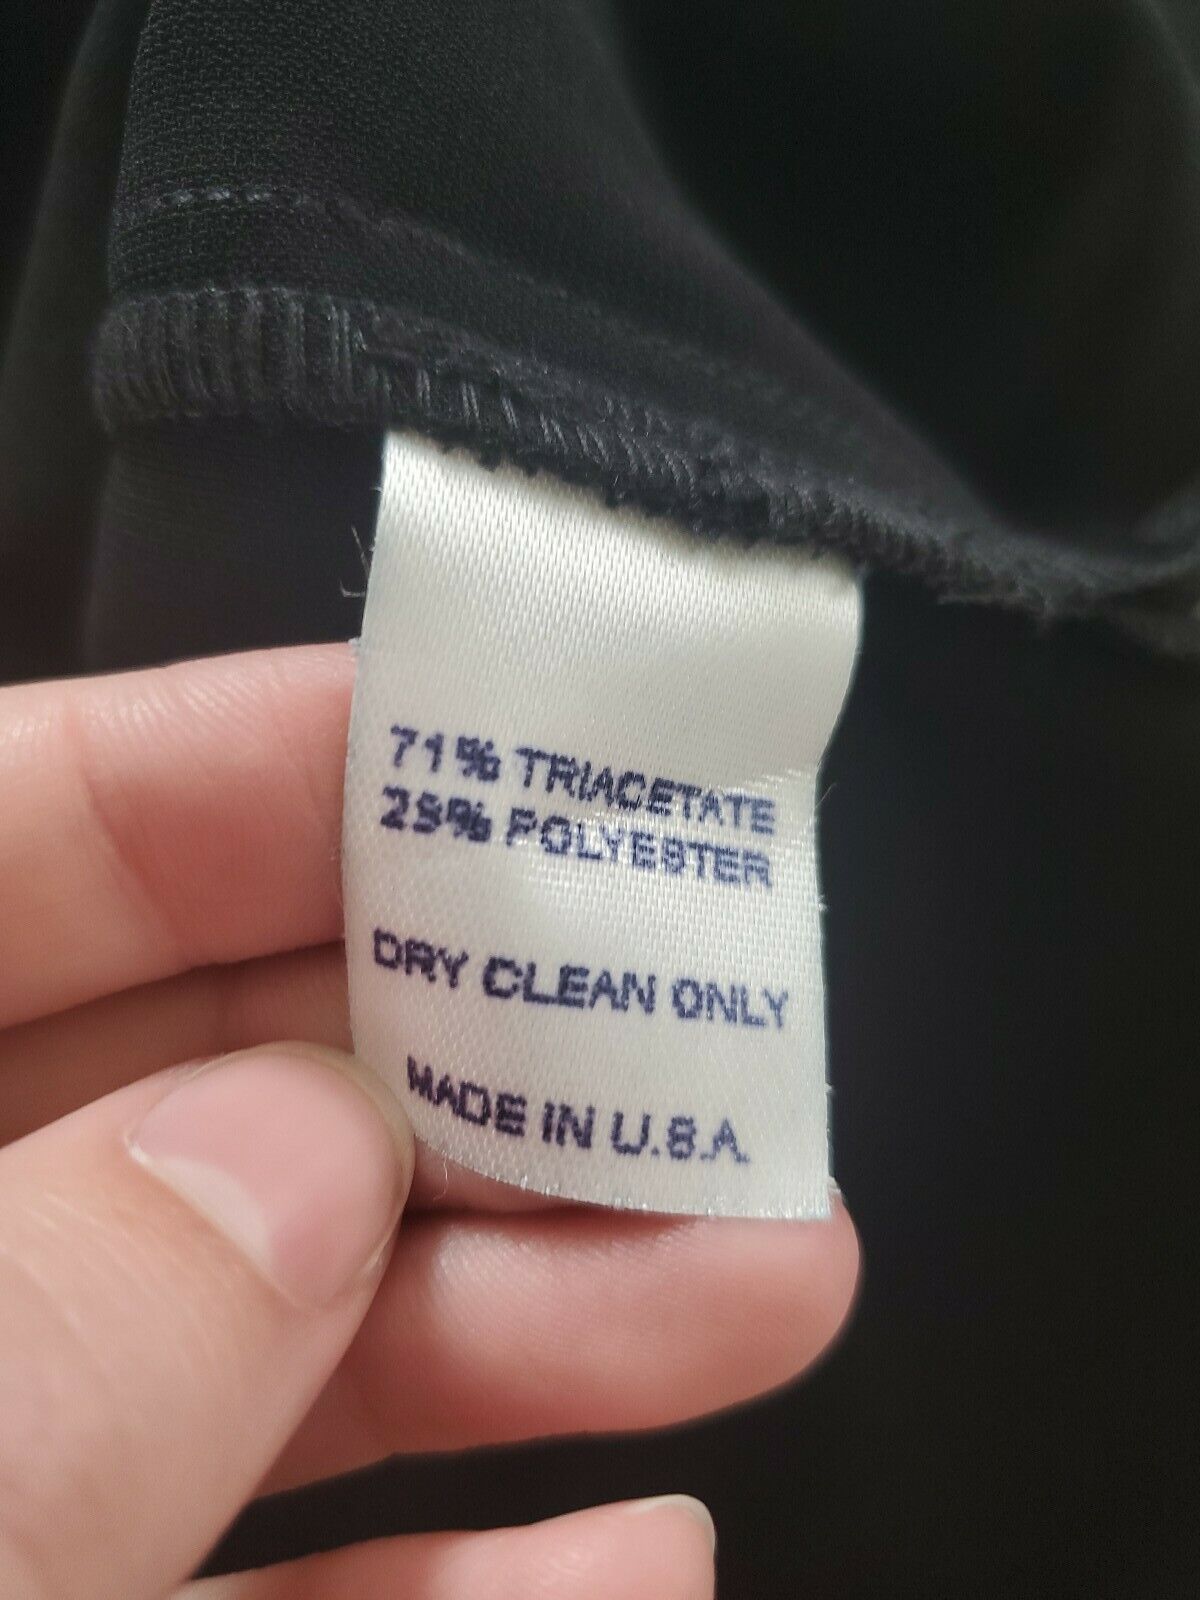 71% TRIACETATE
29% POLYESTER
DRY CLEAN ONLY
MADE IN U.S.A.